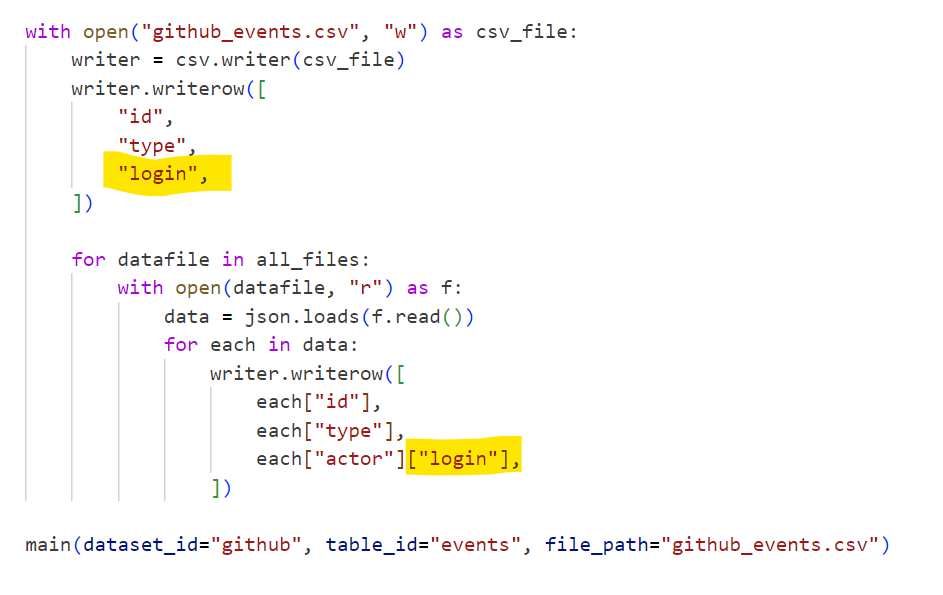 with open("github_events.csv", "w") as csv_file:
    writer = csv.writer(csv_file)
    writer.writerow([
        "id",
        "type",
        "login",
    ])

    for datafile in all_files:
        with open(datafile, "r") as f:
            data = json.loads(f.read())
            for each in data:
                writer.writerow([
                    each["id"],
                    each["type"],
                    each["actor"]["login"],
                ])

main(dataset_id="github", table_id="events", file_path="github_events.csv")